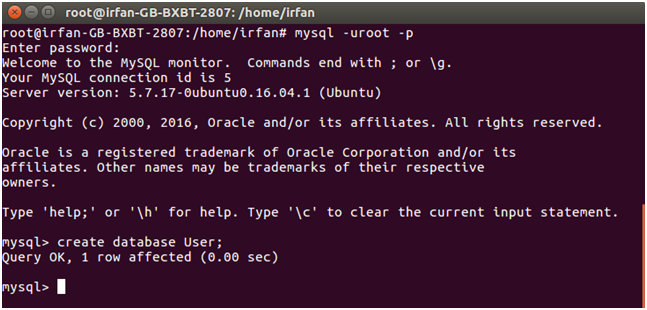 root@irfan-GB-BXBT-2807: /home/irfan
root@irfan-GB-BXBT-2807:/home/irfan# mysql -uroot -p
Enter password:
Welcome to the MySQL monitor.  Commands end with ; or \g.
Your MySQL connection id is 5
Server version: 5.7.17-0ubuntu0.16.04.1 (Ubuntu)
Copyright (c) 2000, 2016, Oracle and/or its affiliates. All rights reserved.
Oracle is a registered trademark of Oracle Corporation and/or its
affiliates. Other names may be trademarks of their respective
owners.
Type 'help;' or '\h' for help. Type '\c' to clear the current input statement.
mysql> create database User;
Query OK, 1 row affected (0.00 sec)
mysql>